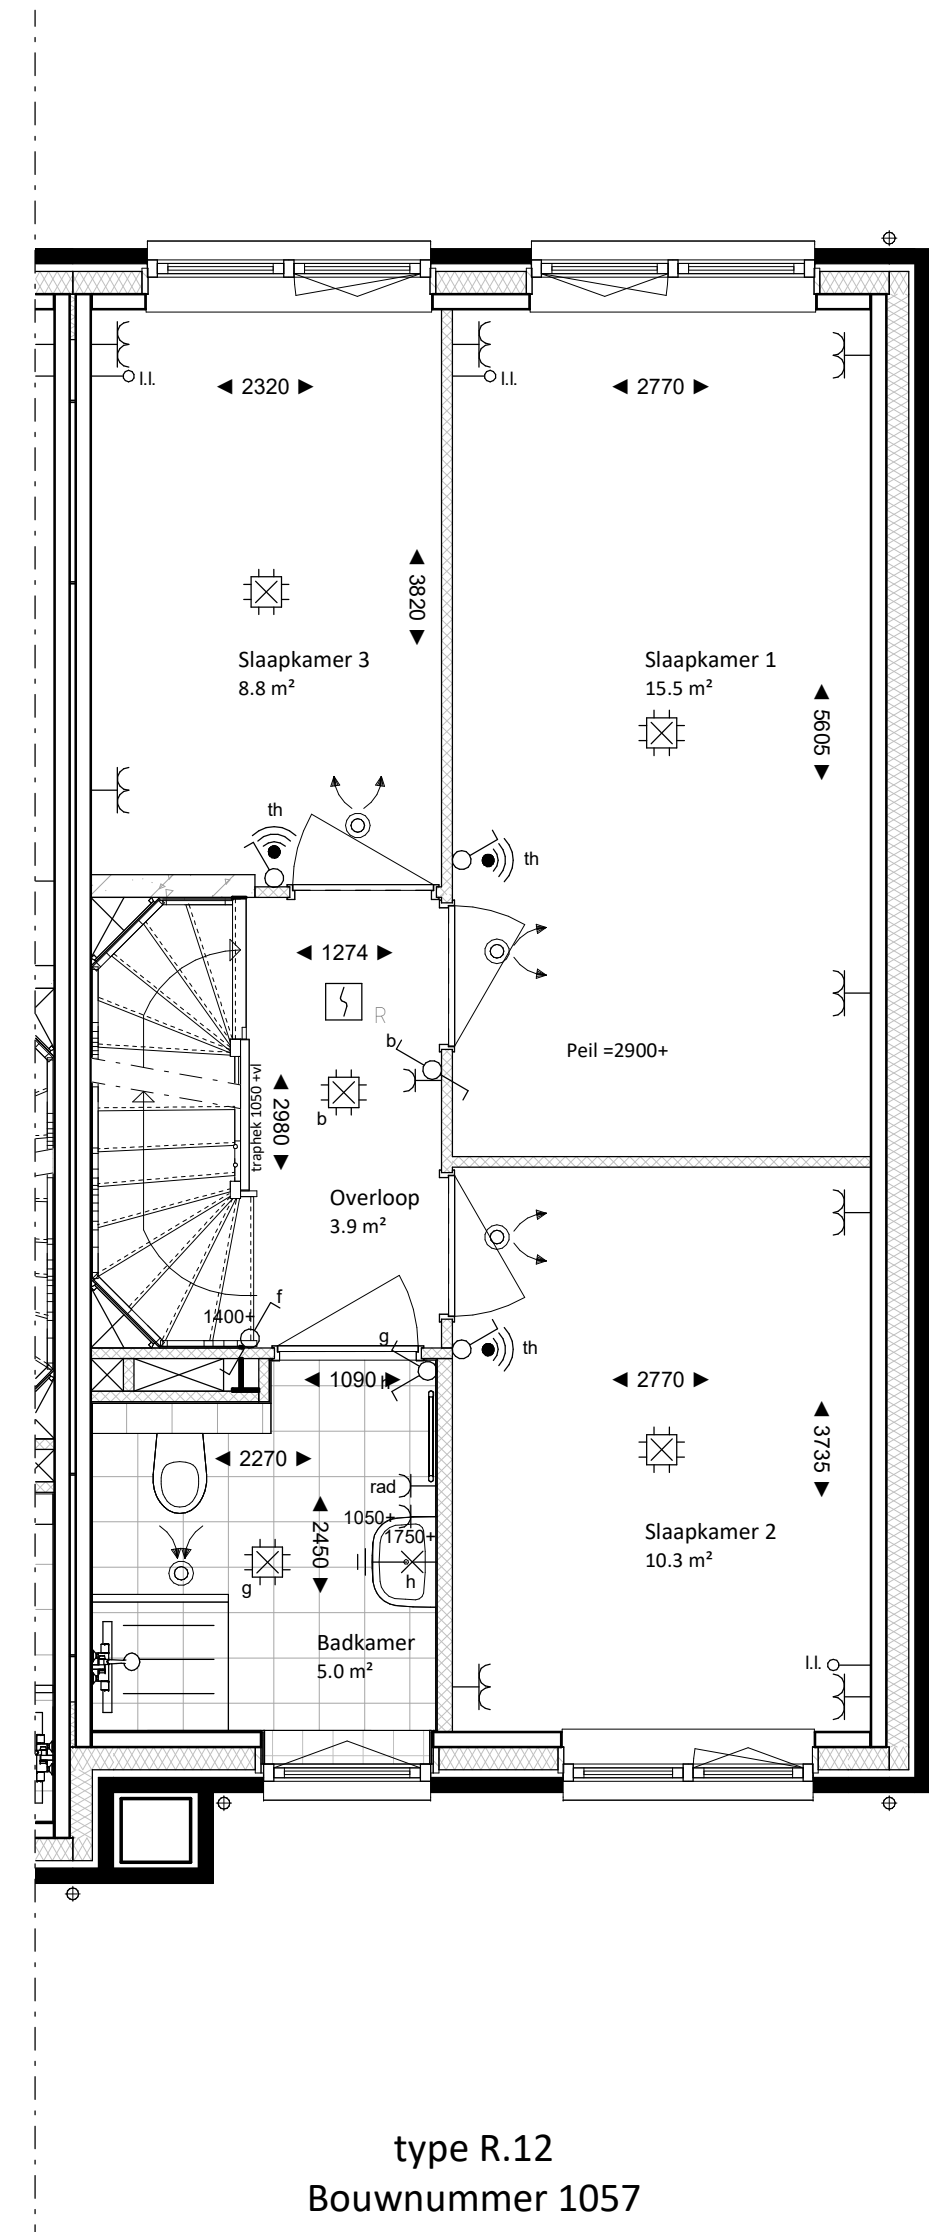 l.l.
l.l.
2320
2770
3820
Slaapkamer 3
8.8 m²
Slaapkamer 1
15.5 m²
5605
th
th
1274
R
b
Peil =2900+
b
traphek 1050 +vl
2980
Overloop
3.9 m²
f
1400+
g
th
1090
h
2770
2270
3735
rad
1050+
1750+
2450
Slaapkamer 2
10.3 m²
g
h
Badkamer
5.0 m²
l.l.
type R.12
Bouwnummer 1057